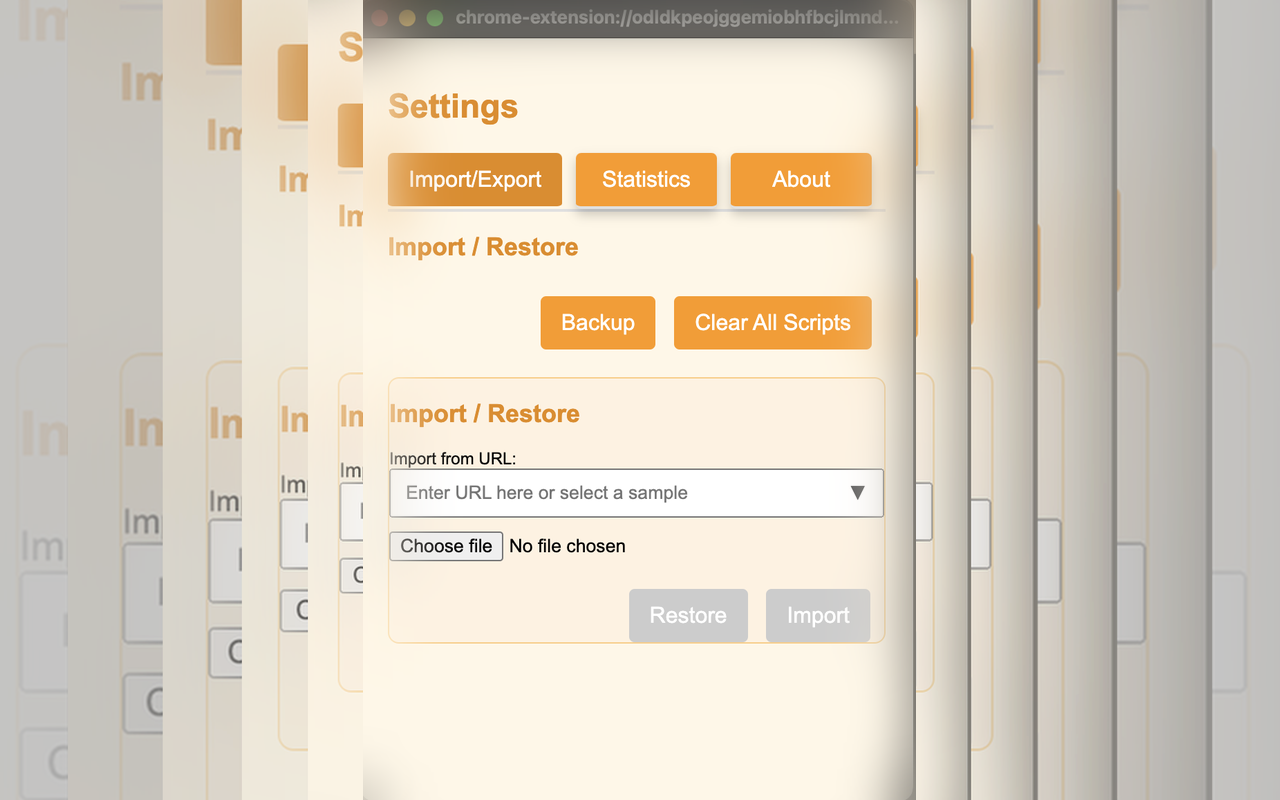 chrome-extension://odldkpeojggemiobhfbcjlmnd...
Settings
Import/Export Statistics About
Import / Restore
Backup Clear All Scripts
Import / Restore
Import from URL:
Enter URL here or select a sample ▼
Choose file No file chosen
Restore Import